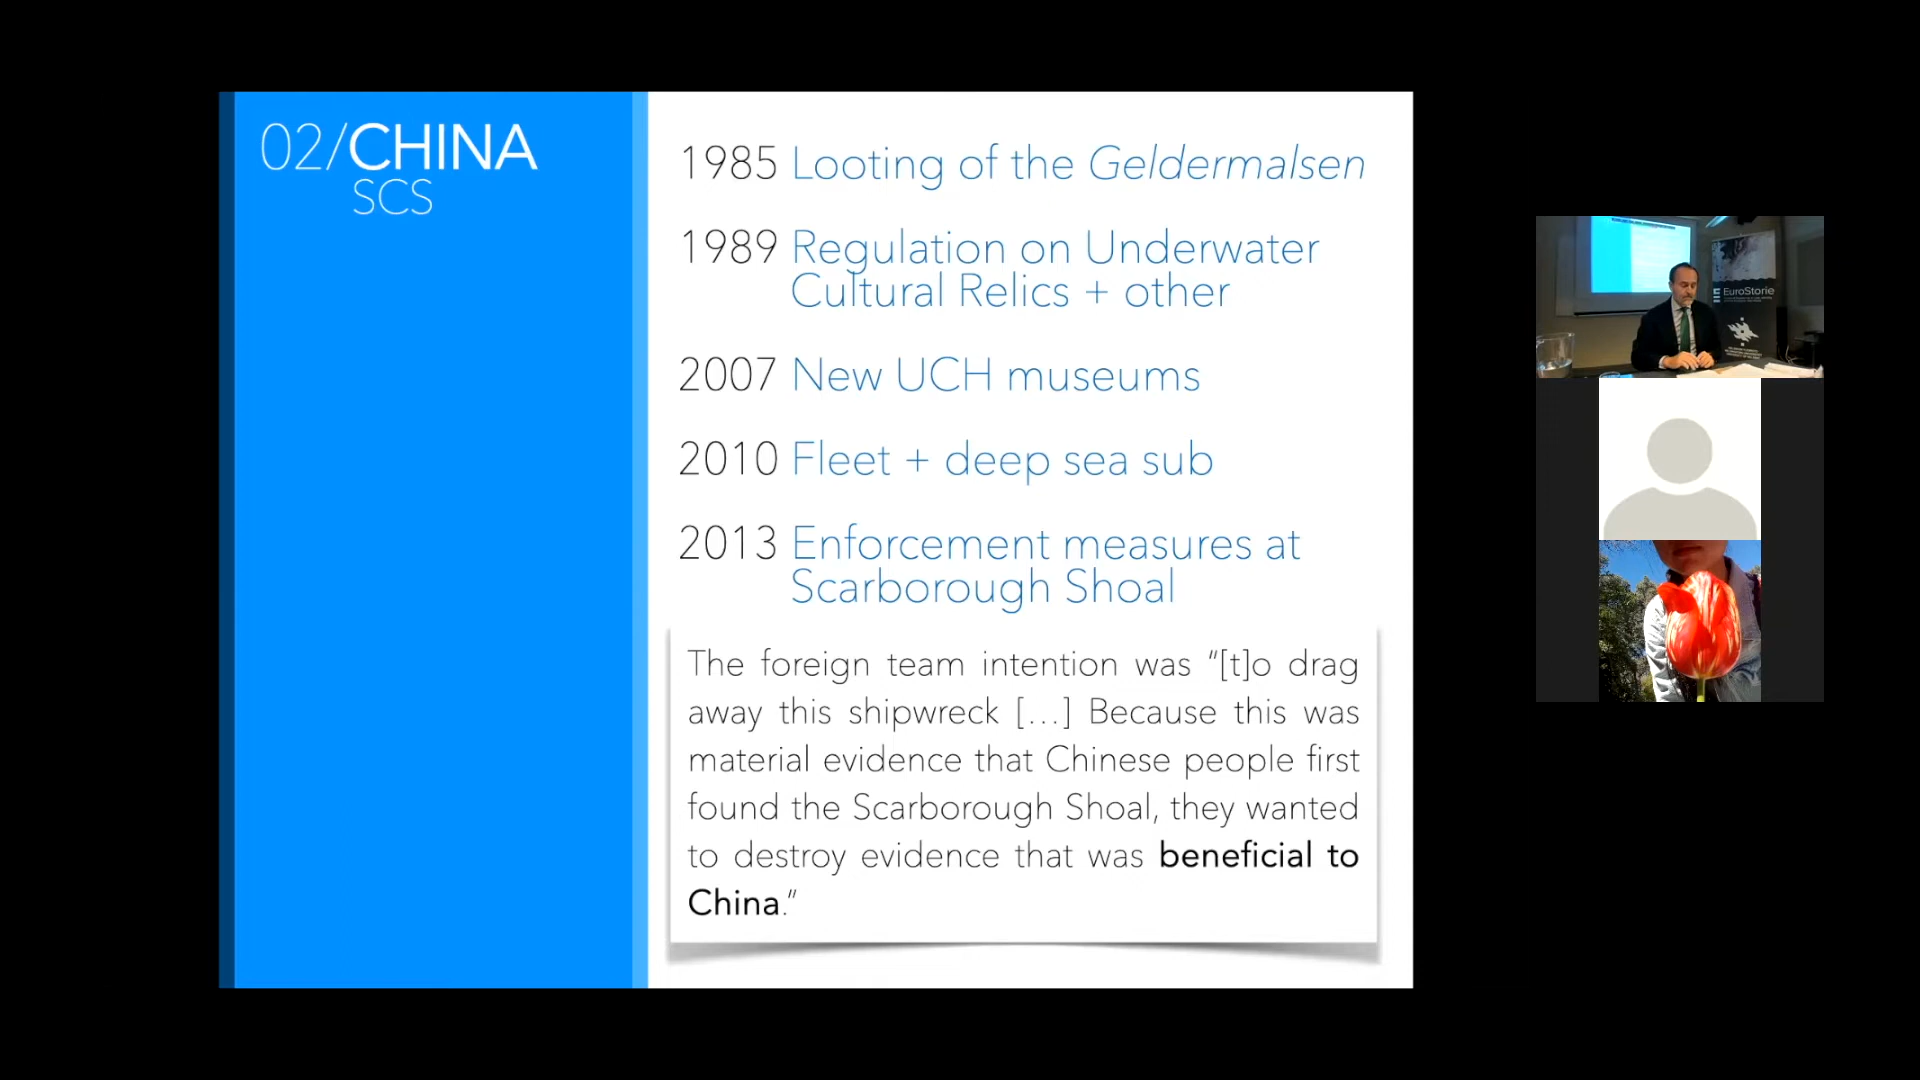 02/CHINA
SCS
1985 Looting of the Geldermalsen
1989 Regulation on Underwater
Cultural Relics + other
2007 New UCH museums
2010 Fleet + deep sea sub
2013 Enforcement measures at
Scarborough Shoal
The foreign team intention was “[t]o drag
away this shipwreck […] Because this was
material evidence that Chinese people first
found the Scarborough Shoal, they wanted
to destroy evidence that was beneficial to
China.”
EuroStorie